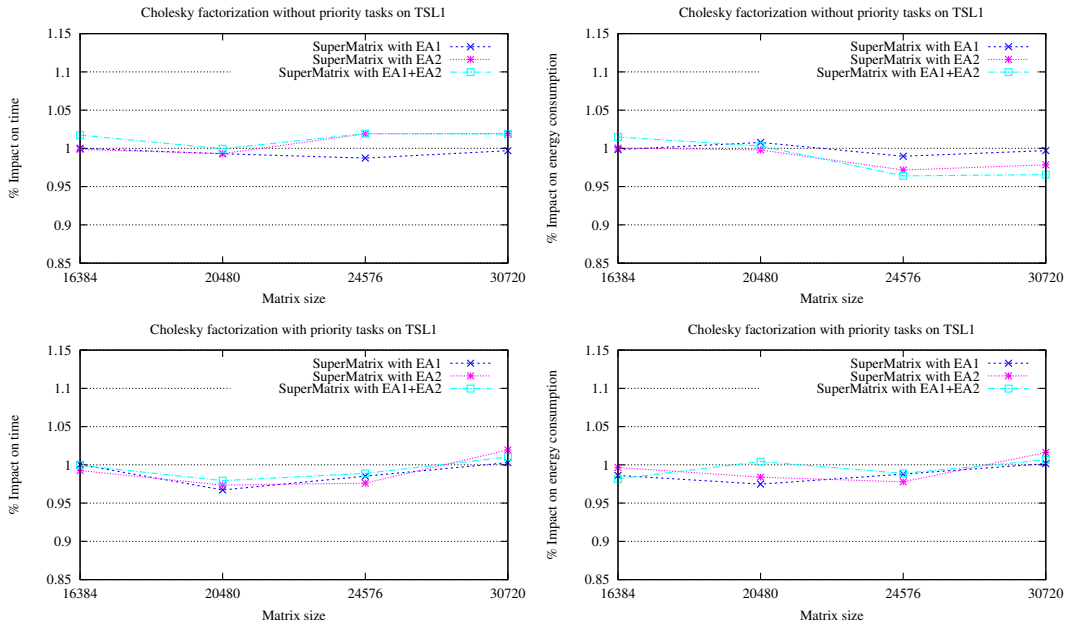 Cholesky factorization without priority tasks on TSL1
% Impact on time
1.15
1.1
1.05
1
0.95
0.9
0.85
SuperMatrix with EA1
SuperMatrix with EA2
SuperMatrix with EA1+EA2
16384
20480
24576
30720
Matrix size
Cholesky factorization without priority tasks on TSL1
% Impact on energy consumption
1.15
1.1
1.05
1
0.95
0.9
0.85
SuperMatrix with EA1
SuperMatrix with EA2
SuperMatrix with EA1+EA2
16384
20480
24576
30720
Matrix size
Cholesky factorization with priority tasks on TSL1
% Impact on time
1.15
1.1
1.05
1
0.95
0.9
0.85
SuperMatrix with EA1
SuperMatrix with EA2
SuperMatrix with EA1+EA2
16384
20480
24576
30720
Matrix size
Cholesky factorization with priority tasks on TSL1
% Impact on energy consumption
1.15
1.1
1.05
1
0.95
0.9
0.85
SuperMatrix with EA1
SuperMatrix with EA2
SuperMatrix with EA1+EA2
16384
20480
24576
30720
Matrix size